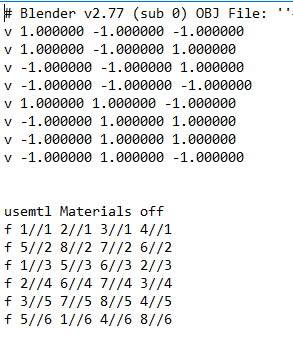 # Blender v2.77 (sub 0) OBJ File: ''
v 1.000000 -1.000000 -1.000000
v 1.000000 -1.000000 1.000000
v -1.000000 -1.000000 1.000000
v -1.000000 -1.000000 -1.000000
v 1.000000 1.000000 -1.000000
v -1.000000 1.000000 1.000000
v -1.000000 1.000000 1.000000
v -1.000000 1.000000 -1.000000
usemtl Materials off
f 1//1 2//1 3//1 4//1
f 5//2 8//2 7//2 6//2
f 1//3 5//3 6//3 2//3
f 2//4 6//4 7//4 3//4
f 3//5 7//5 8//5 4//5
f 5//6 1//6 4//6 8//6